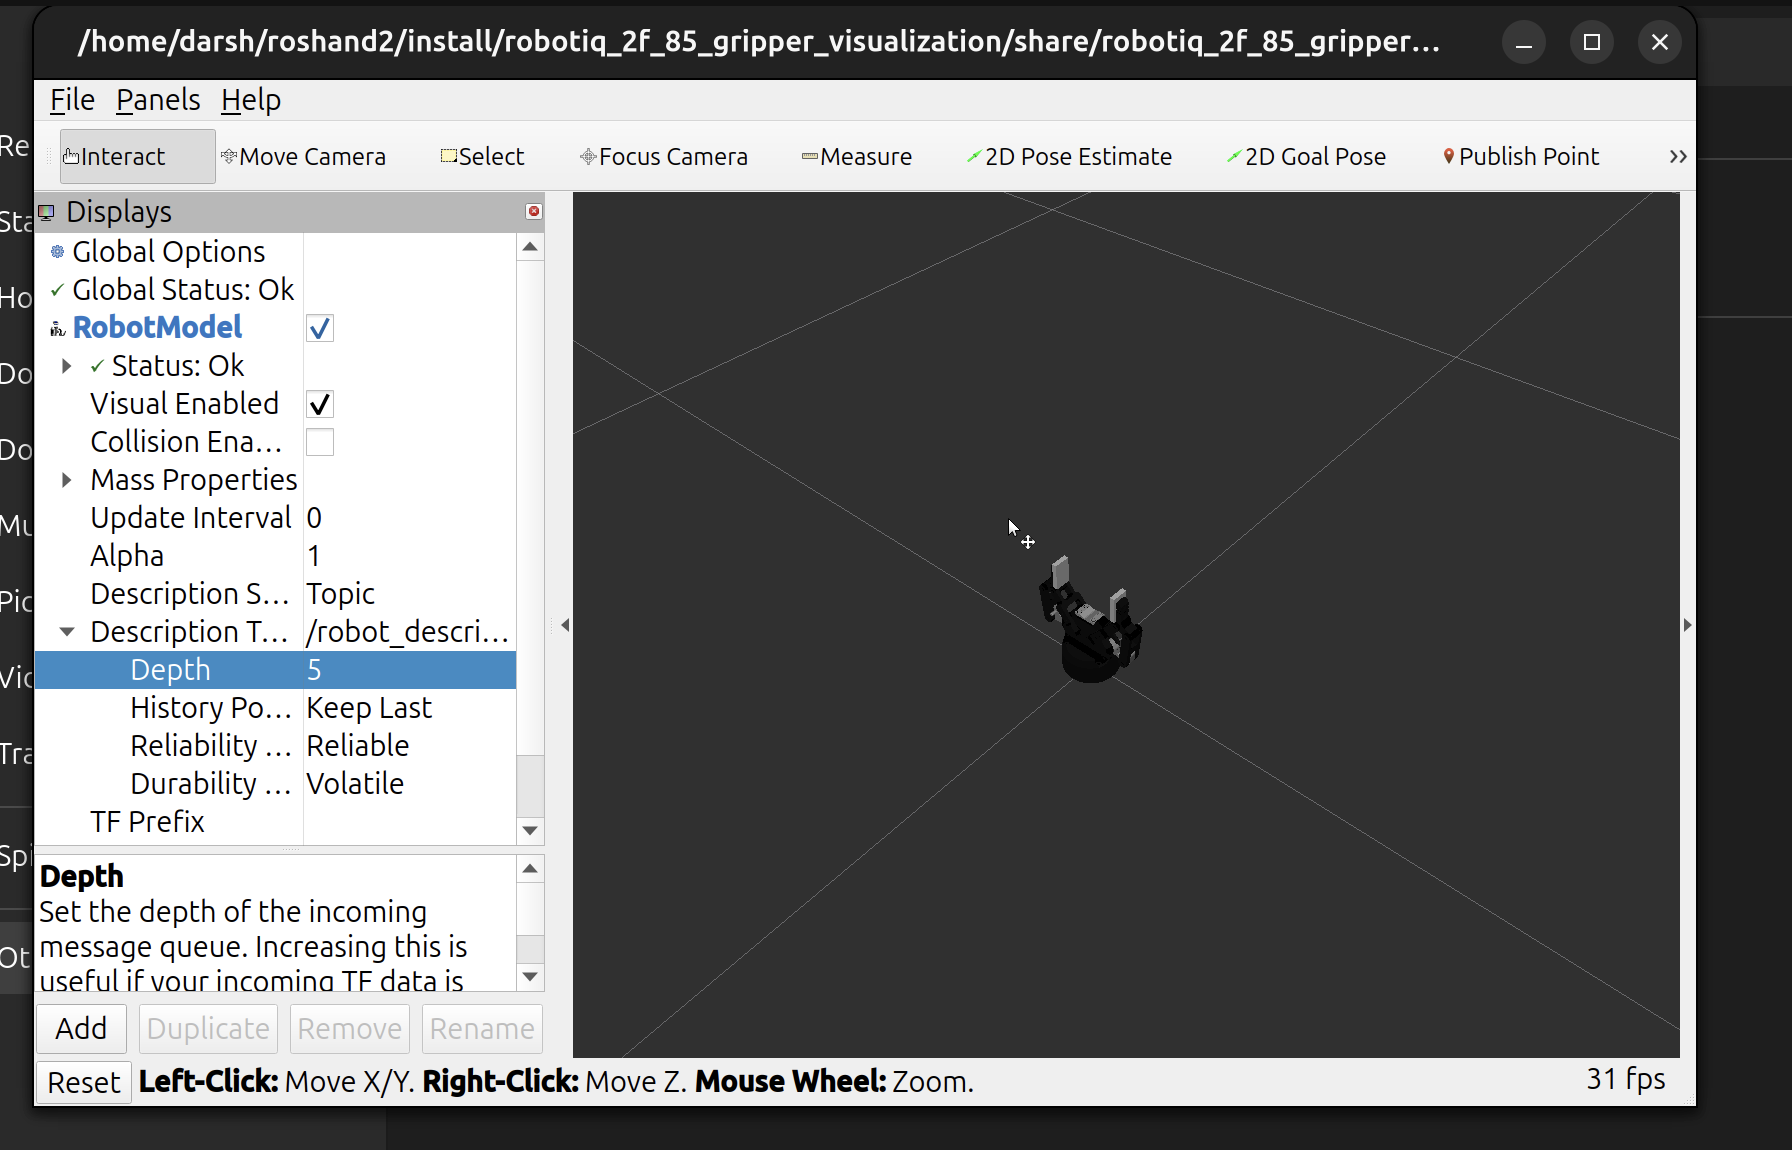 /home/darsh/roshand2/install/robotiq_2f_85_gripper_visualization/share/robotiq_2f_85_gripper...
File Panels Help
Interact Move Camera Select Focus Camera Measure 2D Pose Estimate 2D Goal Pose Publish Point »
Displays
Global Options
Global Status: Ok
RobotModel
Status: Ok
Visual Enabled
Collision Ena...
Mass Properties
Update Interval 0
Alpha 1
Description S... Topic
Description T... /robot_descri...
Depth 5
History Po... Keep Last
Reliability ... Reliable
Durability ... Volatile
TF Prefix
Depth
Set the depth of the incoming
message queue. Increasing this is
useful if your incoming TF data is
Add Duplicate Remove Rename
Reset Left-Click: Move X/Y. Right-Click: Move Z. Mouse Wheel: Zoom. 31 fps
Re
Sta
Ho
Do
Do
Mu
Pic
Vic
Tra
Spi
Ot